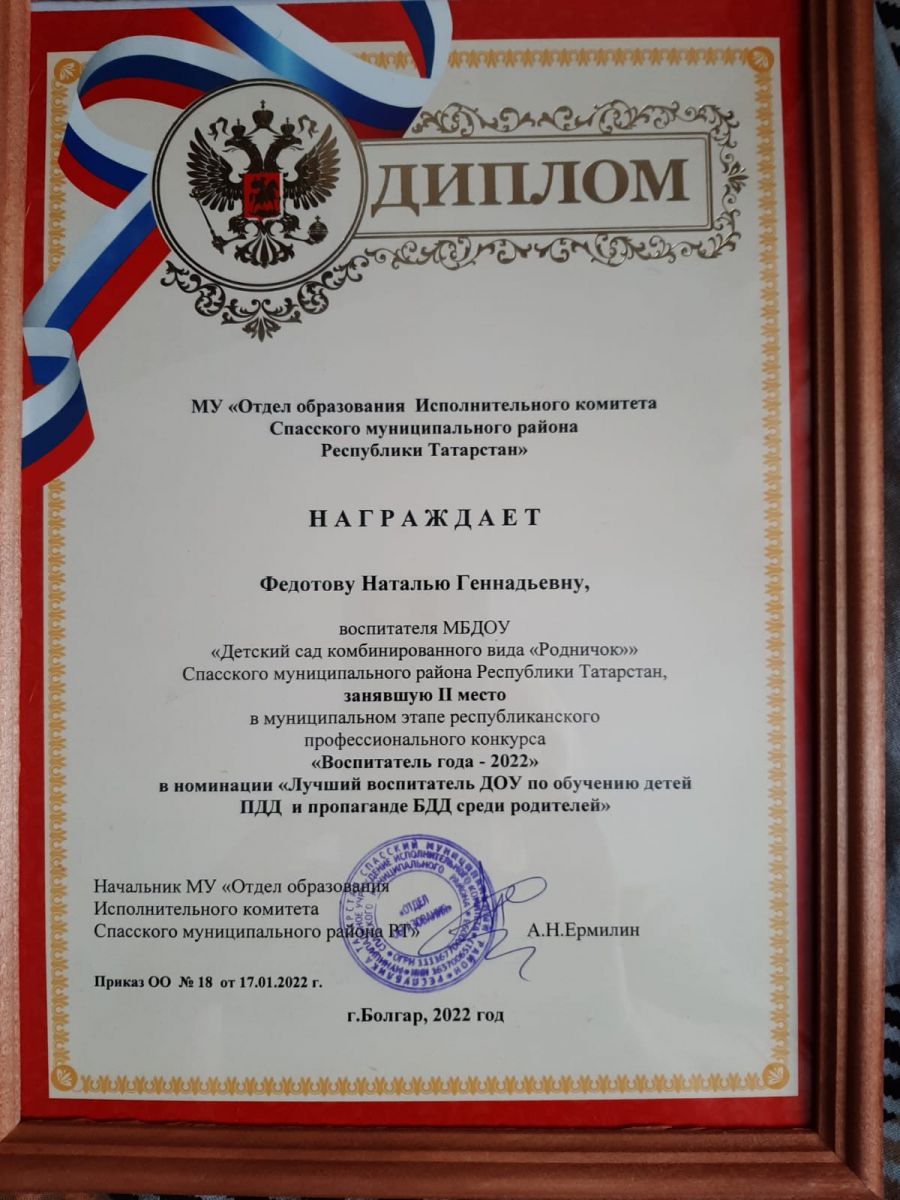 ДИПЛОМ
МУ «Отдел образования Исполнительного комитета
Спасского муниципального района
Республики Татарстан»
НАГРАЖДАЕТ
Федотову Наталью Геннадьевну,
воспитателя МБДОУ
«Детский сад комбинированного вида «Родничок»»
Спасского муниципального района Республики Татарстан,
занявшую II место
в муниципальном этапе республиканского
профессионального конкурса
«Воспитатель года - 2022»
в номинации «Лучший воспитатель ДОУ по обучению детей
ПДД и пропаганде БДД среди родителей»
Начальник МУ «Отдел образования
Исполнительного комитета
Спасского муниципального района РТ»
А.Н.Ермилин
«ОТДЕЛ
Приказ ОО № 18 от 17.01.2022 г.
г.Болгар, 2022 год